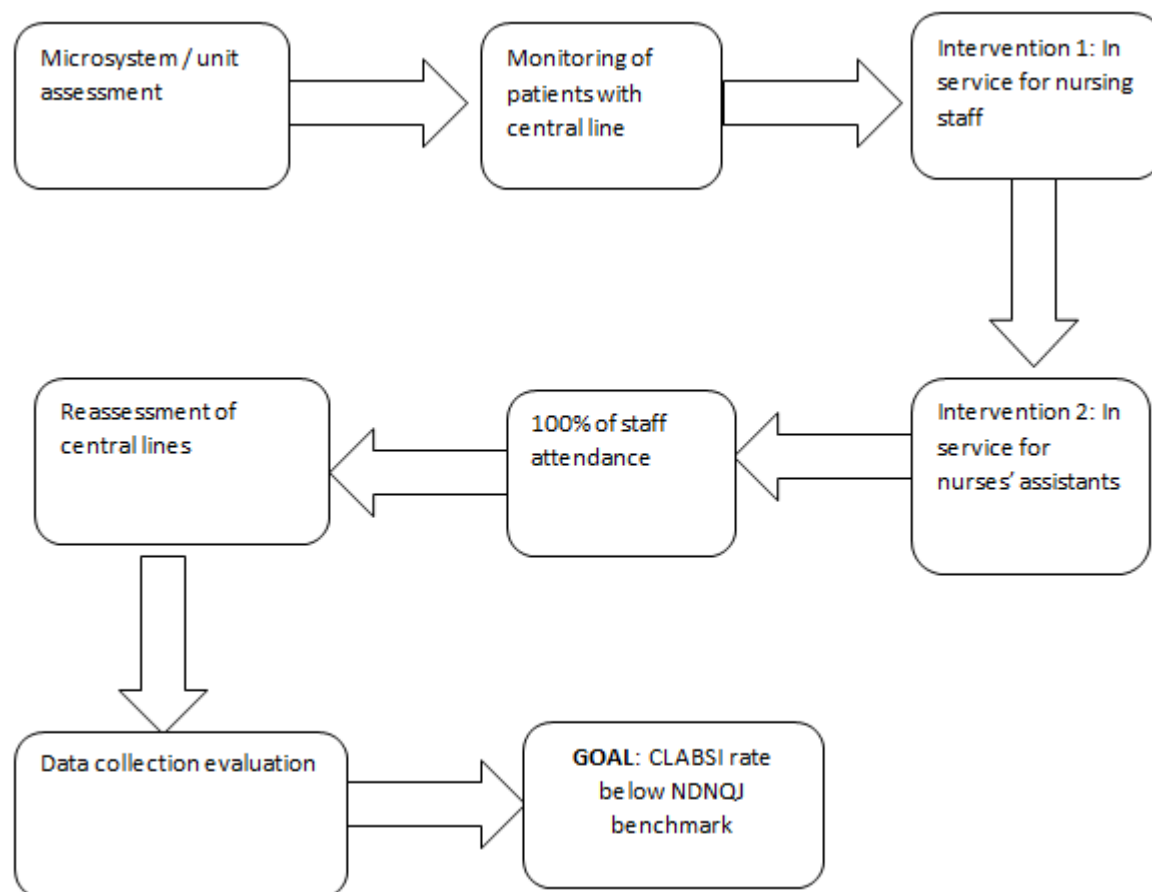 Microsystem / unit
assessment
Monitoring of
patients with
central line
Intervention 1: In
service for nursing
staff
Intervention 2: In
service for
nurses’ assistants
100% of staff
attendance
Reassessment of
central lines
Data collection evaluation
GOAL: CLABSI rate
below NDNQJ
benchmark